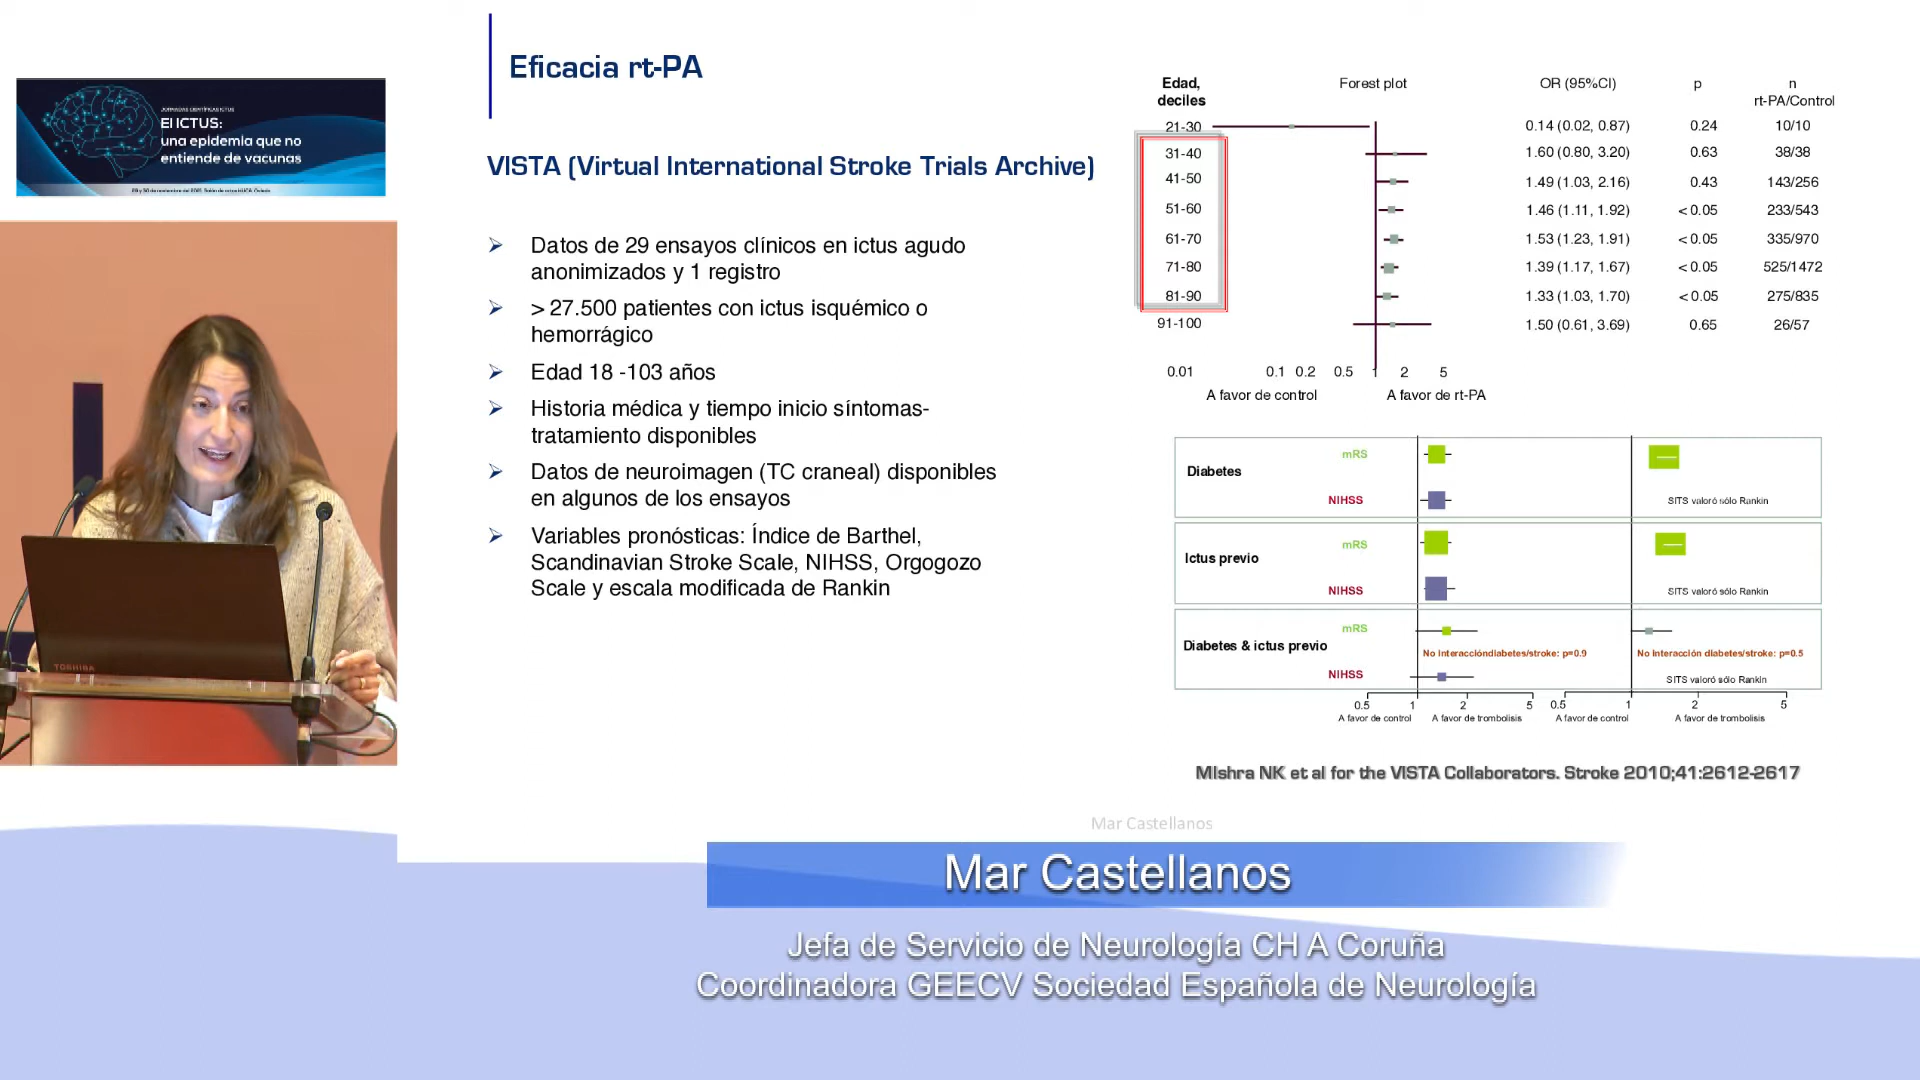 JORNADAS CIENTÍFICAS ICTUS
El ICTUS:
una epidemia que no
entiende de vacunas
TOSHIBA
Eficacia rt-PA
VISTA (Virtual International Stroke Trials Archive)
Datos de 29 ensayos clínicos en ictus agudo
anonimizados y 1 registro
> 27.500 patientes con ictus isquémico o
hemorrágico
Edad 18 -103 años
Historia médica y tiempo inicio síntomas-
tratamiento disponibles
Datos de neuroimagen (TC craneal) disponibles
en algunos de los ensayos
Variables pronósticas: Índice de Barthel,
Scandinavian Stroke Scale, NIHSS, Orgogozo
Scale y escala modificada de Rankin
Edad, deciles Forest plot OR (95%CI) p n rt-PA/Control
21-30 0.14 (0.02, 0.87) 0.24 10/10
31-40 1.60 (0.80, 3.20) 0.63 38/38
41-50 1.49 (1.03, 2.16) 0.43 143/256
51-60 1.46 (1.11, 1.92) < 0.05 233/543
61-70 1.53 (1.23, 1.91) < 0.05 335/970
71-80 1.39 (1.17, 1.67) < 0.05 525/1472
81-90 1.33 (1.03, 1.70) < 0.05 275/835
91-100 1.50 (0.61, 3.69) 0.65 26/57
0.01 0.1 0.2 0.5 1 2 5
A favor de control A favor de rt-PA
mRS
Diabetes
NIHSS SITS valoró sólo Rankin
mRS
Ictus previo
NIHSS SITS valoró sólo Rankin
mRS
Diabetes & ictus previo
No Interaccióndiabetes/stroke: p=0.9 No Interacción diabetes/stroke: p=0.5
NIHSS SITS valoró sólo Rankin
0.5 1 2 5 0.5 1 2 5
A favor de control A favor de trombolisis A favor de control A favor de trombolisis
Mishra NK et al for the VISTA Collaborators. Stroke 2010;41:2612-2617
Mar Castellanos
Mar Castellanos
Jefa de Servicio de Neurología CH A Coruña
Coordinadora GEECV Sociedad Española de Neurología